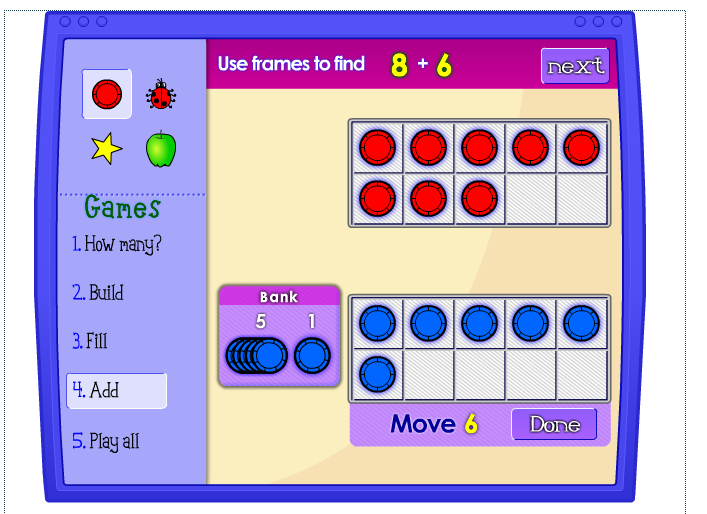 Use frames to find 8 + 6
next
Games
1. How many?
2. Build
3. Fill
4. Add
5. Play all
Bank
5 1
Move 6
Done